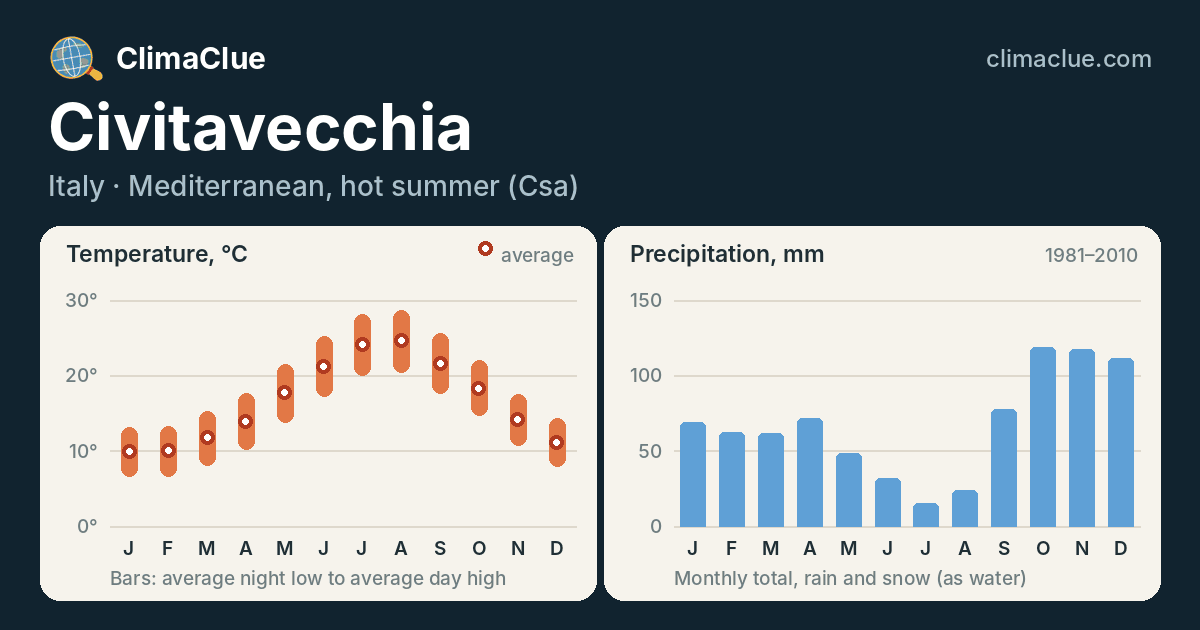 ClimaClue
climaclue.com
Civitavecchia
Italy · Mediterranean, hot summer (Csa)
Temperature, °C
average
30°
20°
10°
0°
J F M A M J J A S O N D
Bars: average night low to average day high
Precipitation, mm
1981–2010
150
100
50
0
J F M A M J J A S O N D
Monthly total, rain and snow (as water)